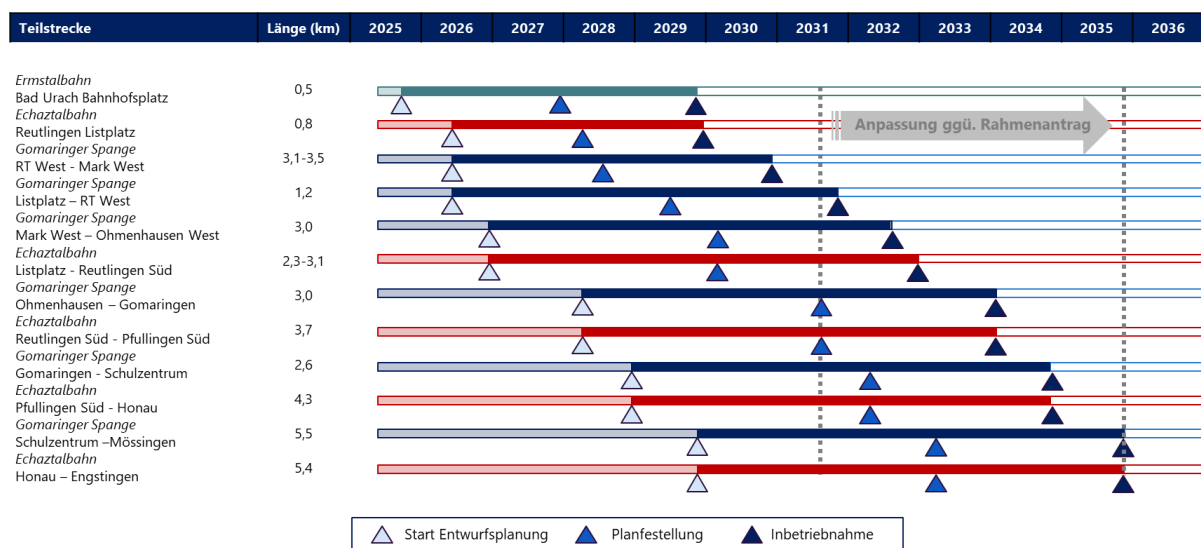 Teilstrecke Länge (km) 2025 2026 2027 2028 2029 2030 2031 2032 2033 2034 2035 2036
Ermstalbahn
Bad Urach Bahnhofsplatz 0,5
Echaztalbahn
Reutlingen Listplatz 0,8 Anpassung ggü. Rahmenantrag
Gomaringer Spange
RT West - Mark West 3,1-3,5
Gomaringer Spange
Listplatz – RT West 1,2
Gomaringer Spange
Mark West – Ohmenhausen West 3,0
Echaztalbahn
Listplatz - Reutlingen Süd 2,3-3,1
Gomaringer Spange
Ohmenhausen – Gomaringen 3,0
Echaztalbahn
Reutlingen Süd - Pfullingen Süd 3,7
Gomaringer Spange
Gomaringen - Schulzentrum 2,6
Echaztalbahn
Pfullingen Süd - Honau 4,3
Gomaringer Spange
Schulzentrum –Mössingen 5,5
Echaztalbahn
Honau – Engstingen 5,4
Start Entwurfsplanung Planfestellung Inbetriebnahme